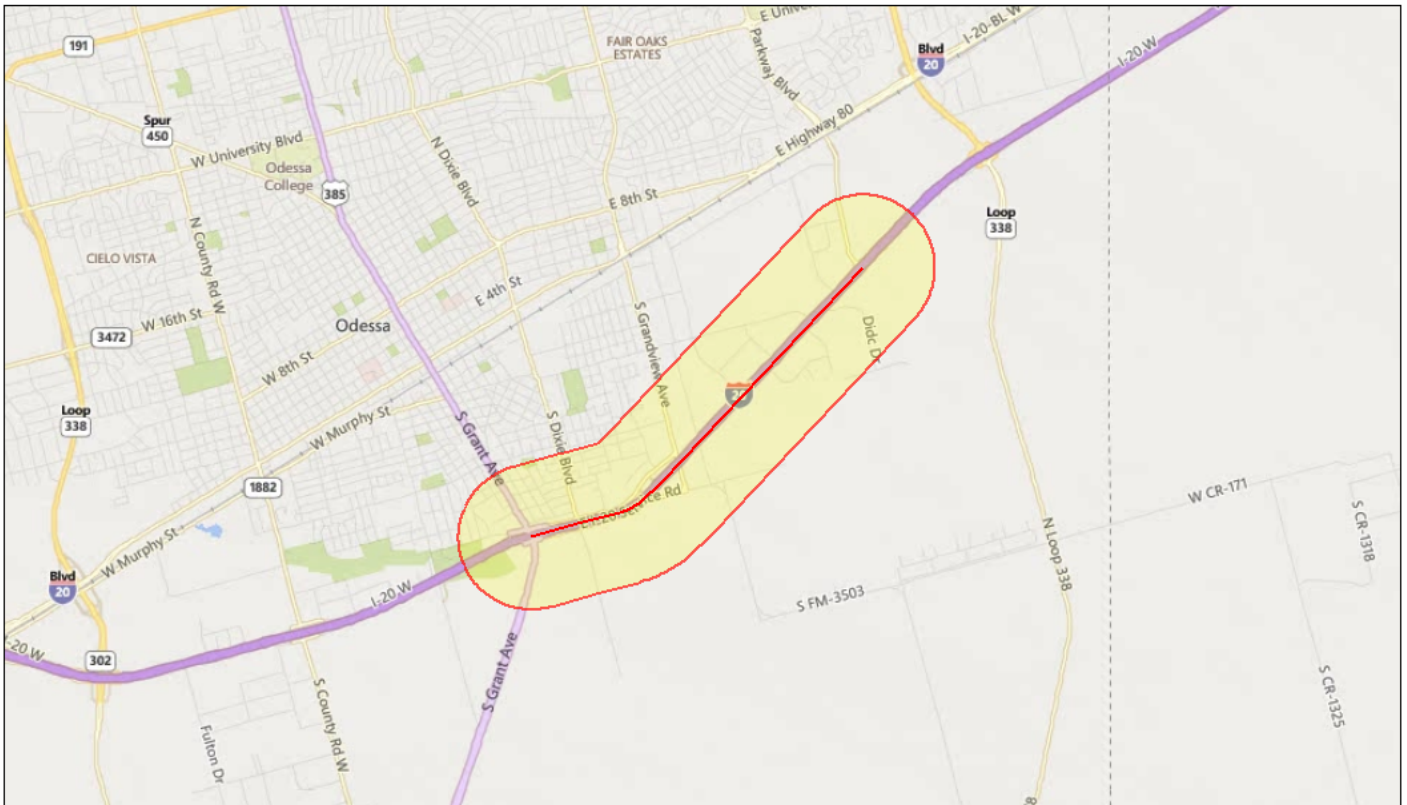 E Univer
I-20-BL W
191
FAIR OAKS
ESTATES
Parkway Blvd
Blvd
20
I-20 W
Spur
450
W University Blvd
E Highway 80
N Dixie Blvd
Odessa
College
385
E 8th St
Loop
338
N County Rd W
CIELO VISTA
E 4th St
W 16th St
Odessa
S Grandview Ave
3472
Didc Dr
W 8th St
Loop
338
W Murphy St
S Grant Ave
S Dixie Blvd
1882
W CR-171
S CR-1318
W Murphy St
N Loop 338
Blvd
20
I-20 W
S FM-3503
I-20 W
302
S Grant Ave
S County Rd W
S CR-1325
Fulton Dr